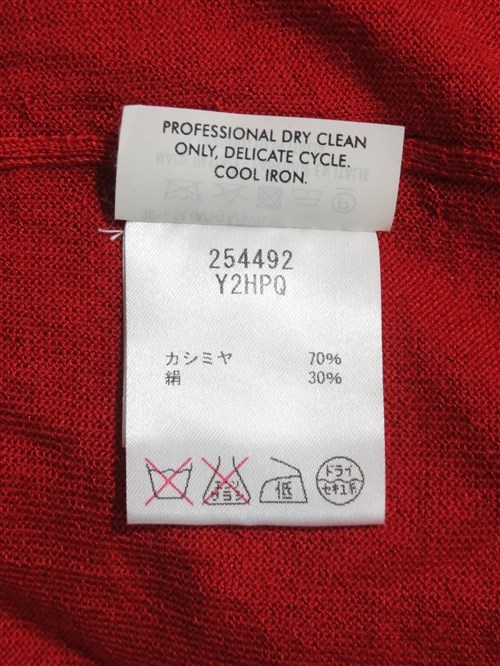 PROFESSIONAL DRY CLEAN
ONLY, DELICATE CYCLE.
COOL IRON.
254492
Y2HPQ
カシミヤ 70%
絹 30%
エンソ
サラシ
低
ドライ
セキユ系